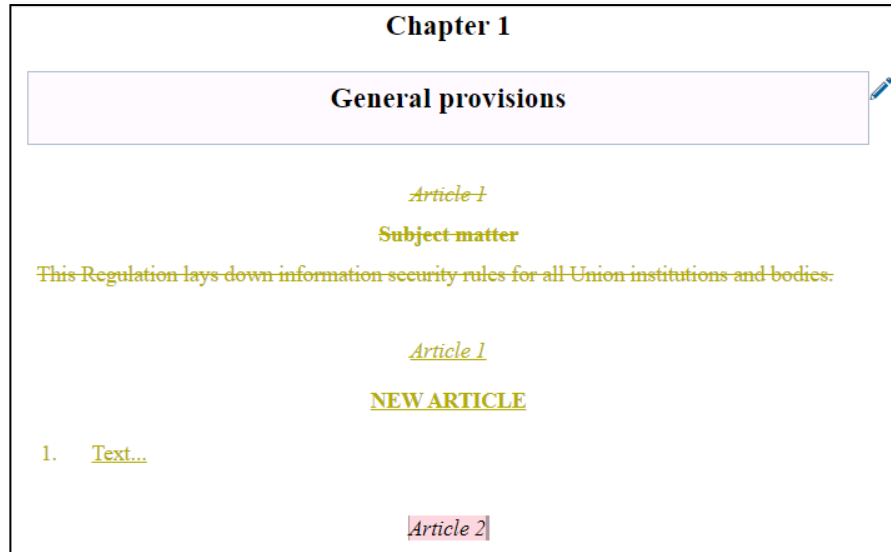 Chapter 1
General provisions
Article 1
Subject matter
This Regulation lays down information security rules for all Union institutions and bodies.
Article 1
NEW ARTICLE
1. Text...
Article 2